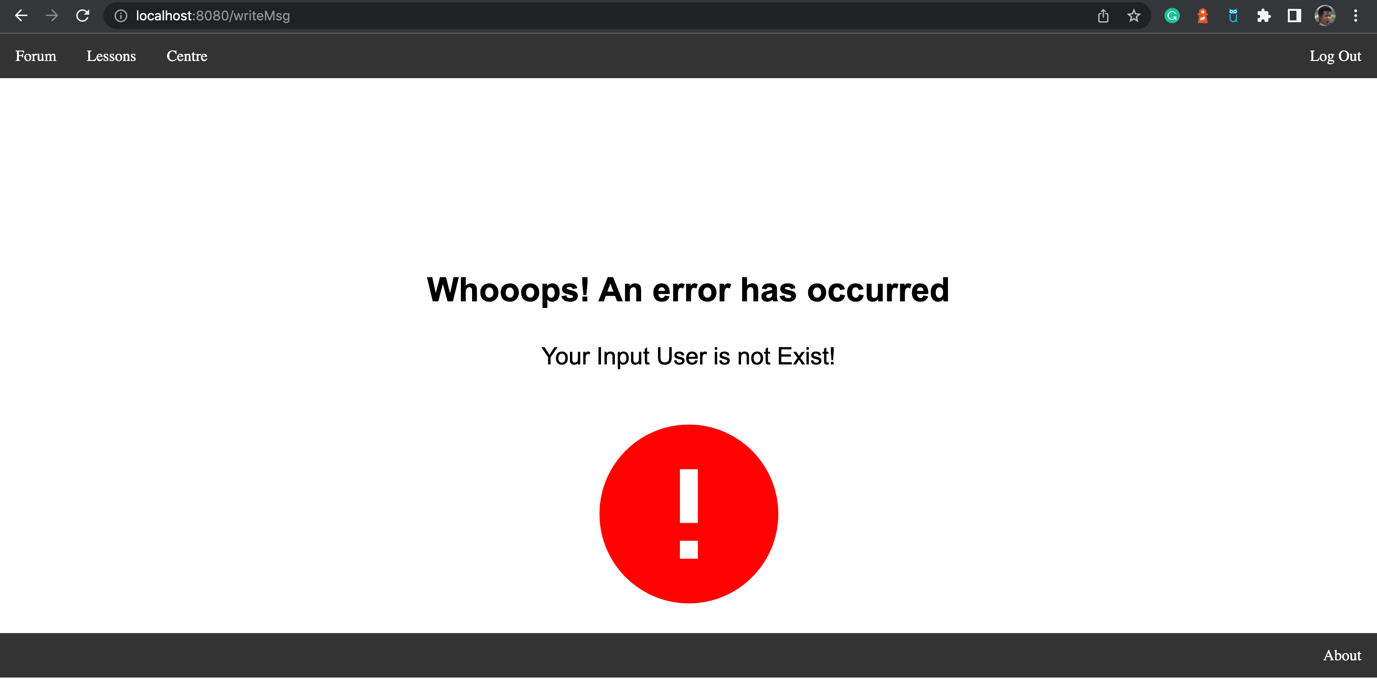 localhost:8080/writeMsg
Forum Lessons Centre Log Out
Whooops! An error has occurred
Your Input User is not Exist!
!
About